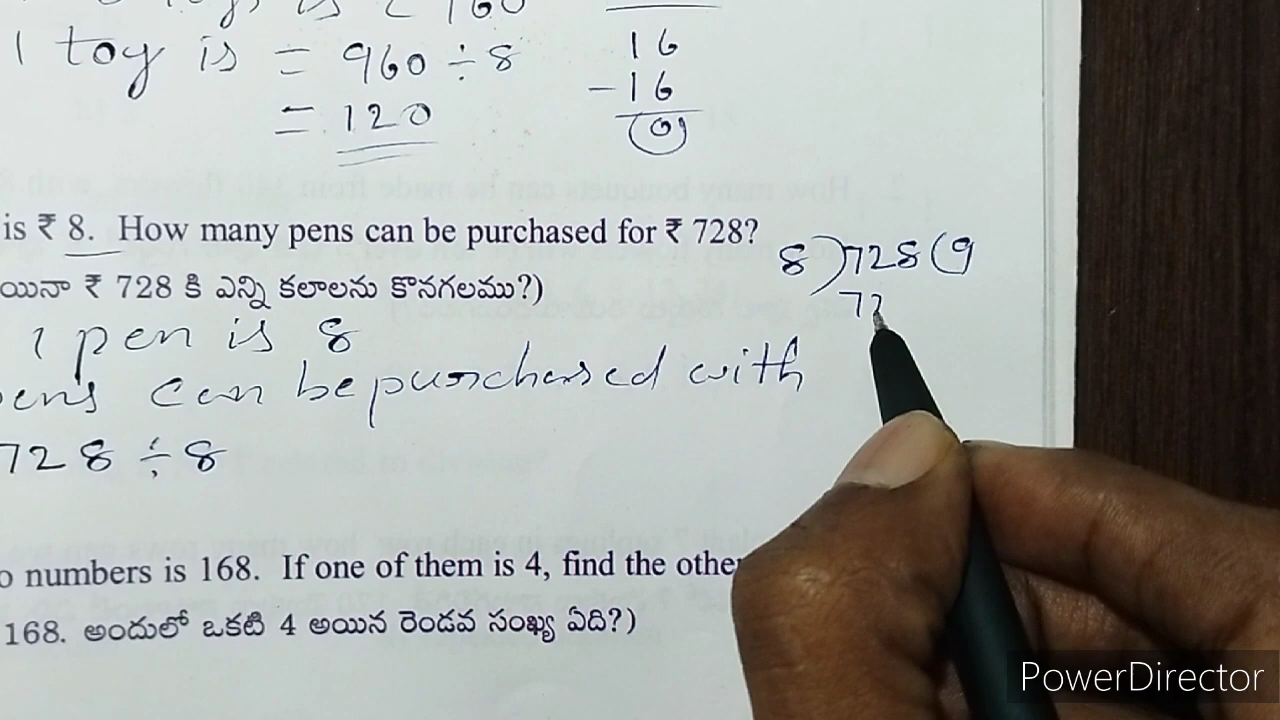 is ₹ 160
1 toy is = 960 ÷ 8
= 120
16
- 16
(0)
is ₹ 8. How many pens can be purchased for ₹ 728?
8)728(9
72
యినా ₹ 728 కి ఎన్ని కలాలను కొనగలము?)
1 pen is 8
ens can be purchased with
728 ÷ 8
o numbers is 168. If one of them is 4, find the other
168. అందులో ఒకటి 4 అయిన రెండవ సంఖ్య ఏది?)
PowerDirector